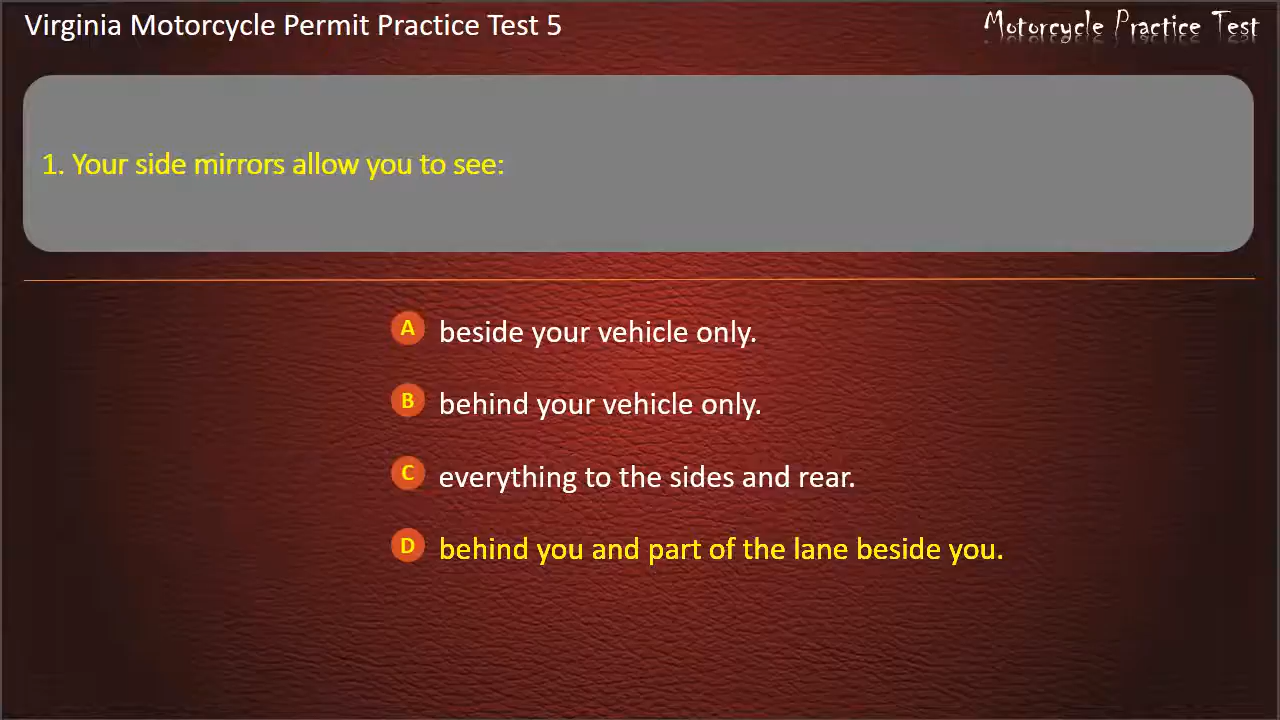 Virginia Motorcycle Permit Practice Test 5
Motorcycle Practice Test
1. Your side mirrors allow you to see:
A beside your vehicle only.
B behind your vehicle only.
C everything to the sides and rear.
D behind you and part of the lane beside you.